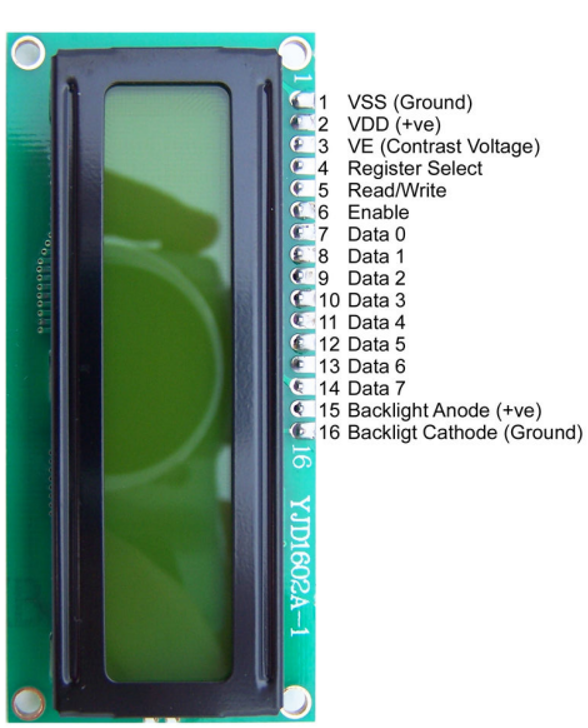 1
1 VSS (Ground)
2 VDD (+ve)
3 VE (Contrast Voltage)
4 Register Select
5 Read/Write
6 Enable
7 Data 0
8 Data 1
9 Data 2
10 Data 3
11 Data 4
12 Data 5
13 Data 6
14 Data 7
15 Backlight Anode (+ve)
16 Backligt Cathode (Ground)
16
YJD1602A-1